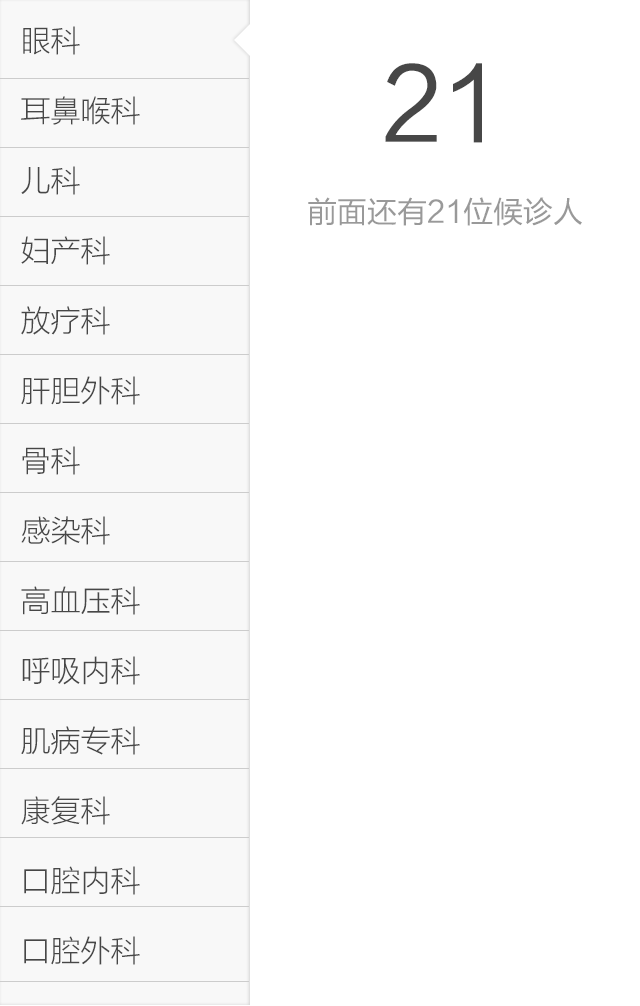 眼科
耳鼻喉科
儿科
妇产科
放疗科
肝胆外科
骨科
感染科
高血压科
呼吸内科
肌病专科
康复科
口腔内科
口腔外科
21
前面还有21位候诊人